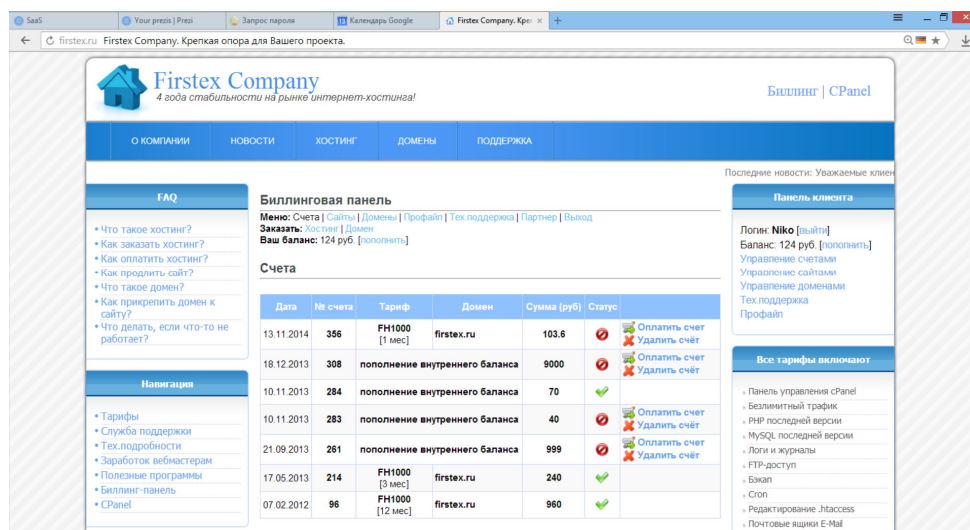 SaaS
Your prezis | Prezi
Запрос пароля
Календарь Google
Firstex Company. Креп
firstex.ru Firstex Company. Крепкая опора для Вашего проекта.
Firstex Company
4 года стабильности на рынке интернет-хостинга!
Биллинг | CPanel
О КОМПАНИИ НОВОСТИ ХОСТИНГ ДОМЕНЫ ПОДДЕРЖКА
Последние новости: Уважаемые клиен
FAQ
Что такое хостинг?
Как заказать хостинг?
Как оплатить хостинг?
Как продлить сайт?
Что такое домен?
Как прикрепить домен к
сайту?
Что делать, если что-то не
работает?
Навигация
Тарифы
Служба поддержки
Тех.подробности
Заработок вебмастерам
Полезные программы
Биллинг-панель
CPanel
Биллинговая панель
Меню: Счета | Сайты | Домены | Профайл | Тех.поддержка | Партнер | Выход
Заказать: Хостинг | Домен
Ваш баланс: 124 руб. [пополнить]
Счета
Дата № счета Тариф Домен Сумма (руб) Статус
13.11.2014 356 FH1000 [1 мес] firstex.ru 103.6 Оплатить счет
Удалить счёт
18.12.2013 308 пополнение внутреннего баланса 9000 Оплатить счет
Удалить счёт
10.11.2013 284 пополнение внутреннего баланса 70
10.11.2013 283 пополнение внутреннего баланса 40 Оплатить счет
Удалить счёт
21.09.2013 261 пополнение внутреннего баланса 999 Оплатить счет
Удалить счёт
17.05.2013 214 FH1000 [3 мес] firstex.ru 240
07.02.2012 96 FH1000 [12 мес] firstex.ru 960
Панель клиента
Логин: Niko [выйти]
Баланс: 124 руб. [пополнить]
Управление счетами
Управление сайтами
Управление доменами
Тех.поддержка
Профайл
Все тарифы включают
Панель управления cPanel
Безлимитный трафик
PHP последней версии
MySQL последней версии
Логи и журналы
FTP-доступ
Бэкап
Cron
Редактирование .htaccess
Почтовые ящики E-Mail